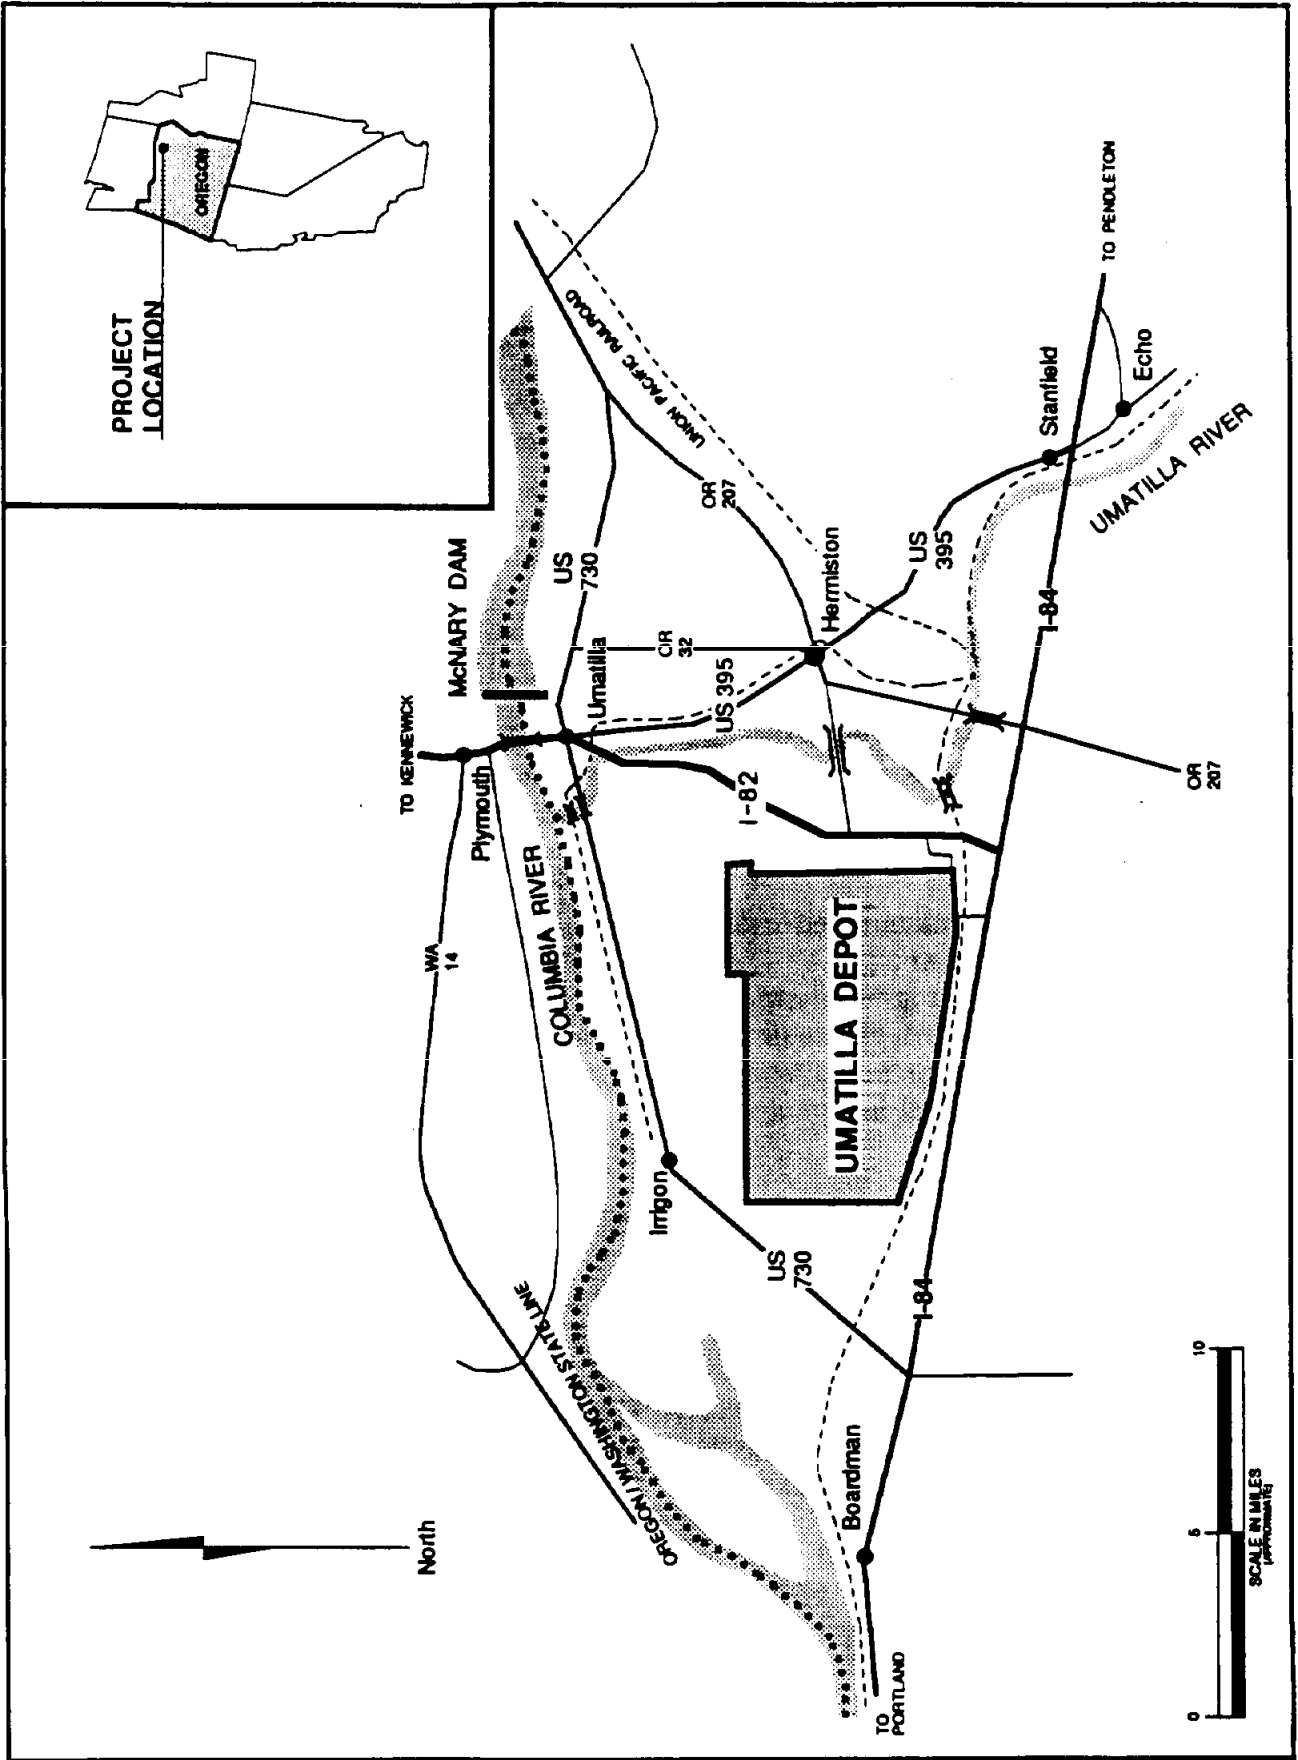 PROJECT
LOCATION
OREGON
North
TO KENNEWICK
McNARY DAM
Plymouth
WA
14
COLUMBIA RIVER
OREGON / WASHINGTON STATE LINE
US
730
Umatilla
UNION PACIFIC RAILROAD
OR
207
OR
32
US 395
Hermiston
I-82
Irrigon
US
730
UMATILLA DEPOT
US
395
Stanfield
Echo
TO PENDLETON
UMATILLA RIVER
I-84
OR
207
I-84
Boardman
TO
PORTLAND
0
5
10
SCALE IN MILES
(APPROXIMATE)